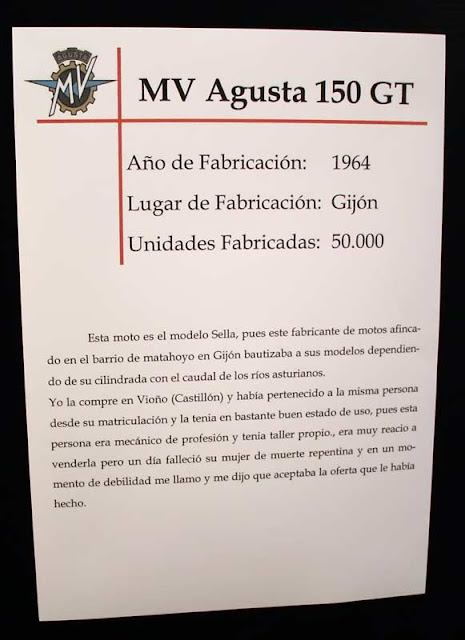 AGUSTA
MV
MV Agusta 150 GT
Año de Fabricación: 1964
Lugar de Fabricación: Gijón
Unidades Fabricadas: 50.000
Esta moto es el modelo Sella, pues este fabricante de motos afinca-
do en el barrio de matahoyo en Gijón bautizaba a sus modelos dependien-
do de su cilindrada con el caudal de los ríos asturianos.
Yo la compre en Vioño (Castillón) y había pertenecido a la misma persona
desde su matriculación y la tenia en bastante buen estado de uso, pues esta
persona era mecánico de profesión y tenia taller propio., era muy reacio a
venderla pero un día falleció su mujer de muerte repentina y en un mo-
mento de debilidad me llamo y me dijo que aceptaba la oferta que le había
hecho.